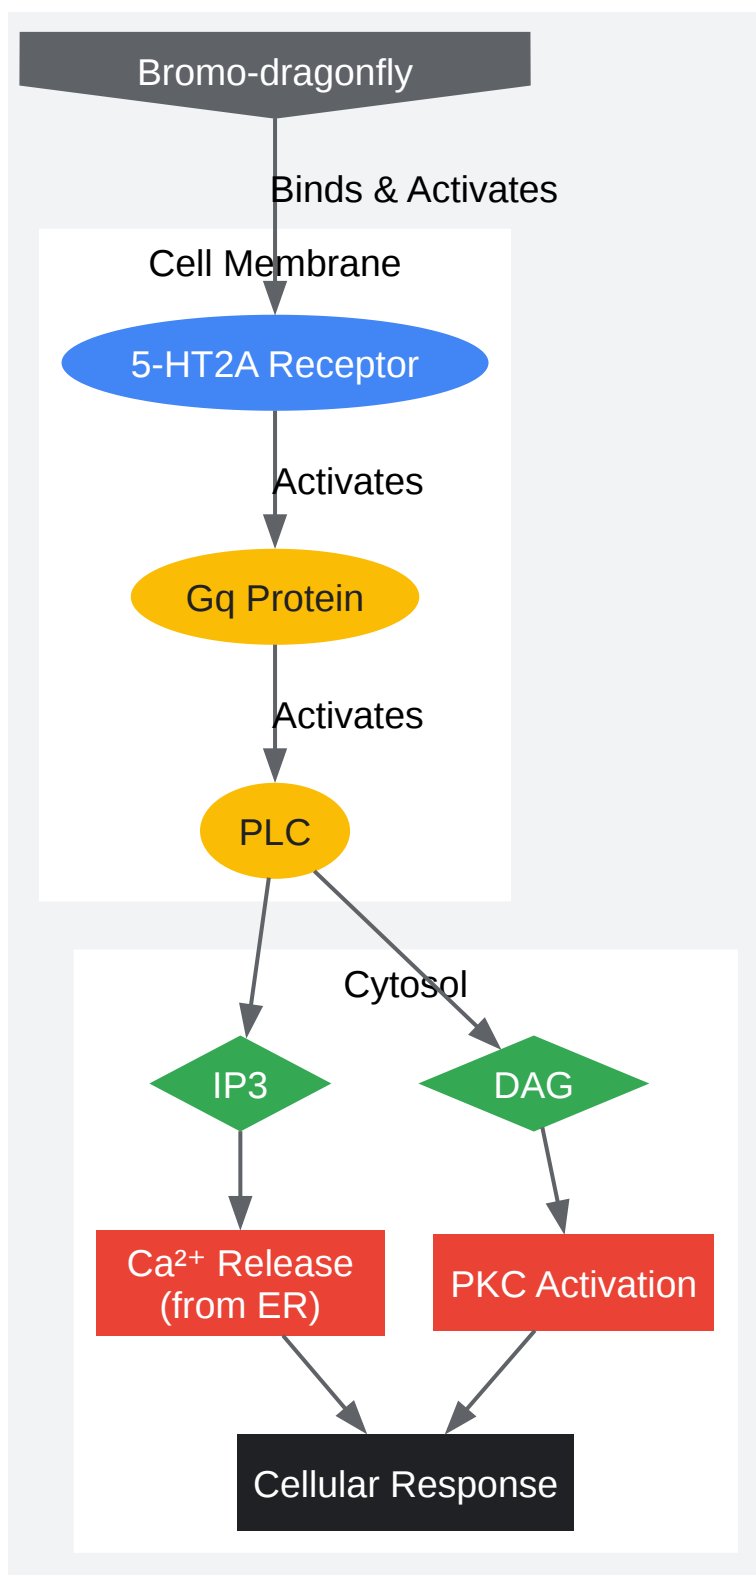 Bromo-dragonfly
Binds & Activates
Cell Membrane
5-HT2A Receptor
Activates
Gq Protein
Activates
PLC
Cytosol
IP3
DAG
Ca²⁺ Release
(from ER)
PKC Activation
Cellular Response